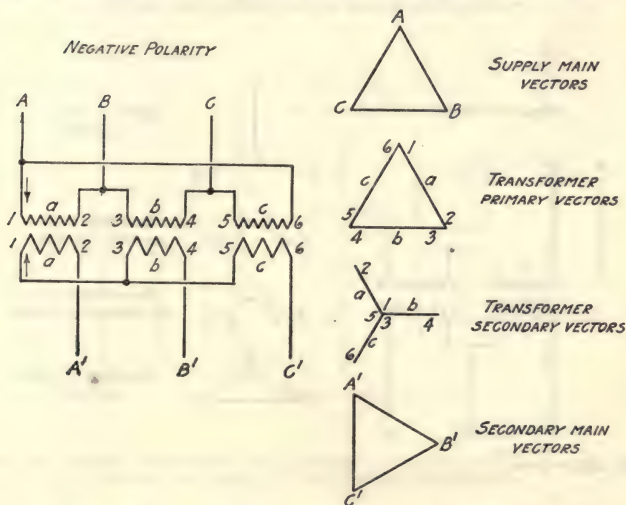 NEGATIVE POLARITY
A B C
1 a 2 3 b 4 5 c 6
1 a 2 3 b 4 5 c 6
A' B' C'
A
C B
SUPPLY MAIN
VECTORS
6 1
c a
5 2
4 b 3
TRANSFORMER
PRIMARY VECTORS
2
a 1 b
5 3 4
6 c
TRANSFORMER
SECONDARY VECTORS
A'
B'
C'
SECONDARY MAIN
VECTORS